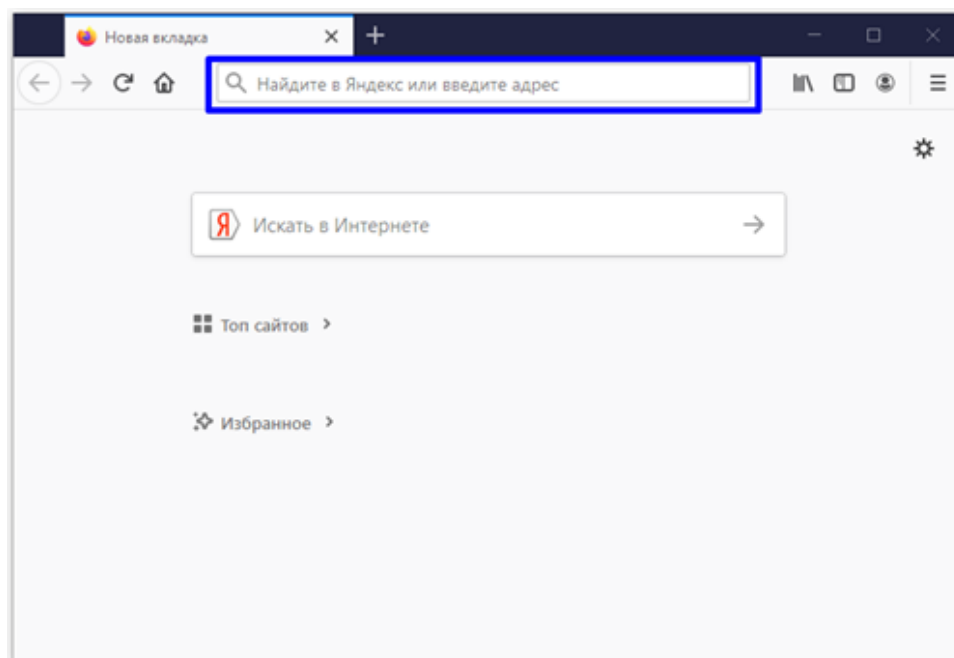 Новая вкладка
Найдите в Яндекс или введите адрес
Я Искать в Интернете
Топ сайтов
Избранное